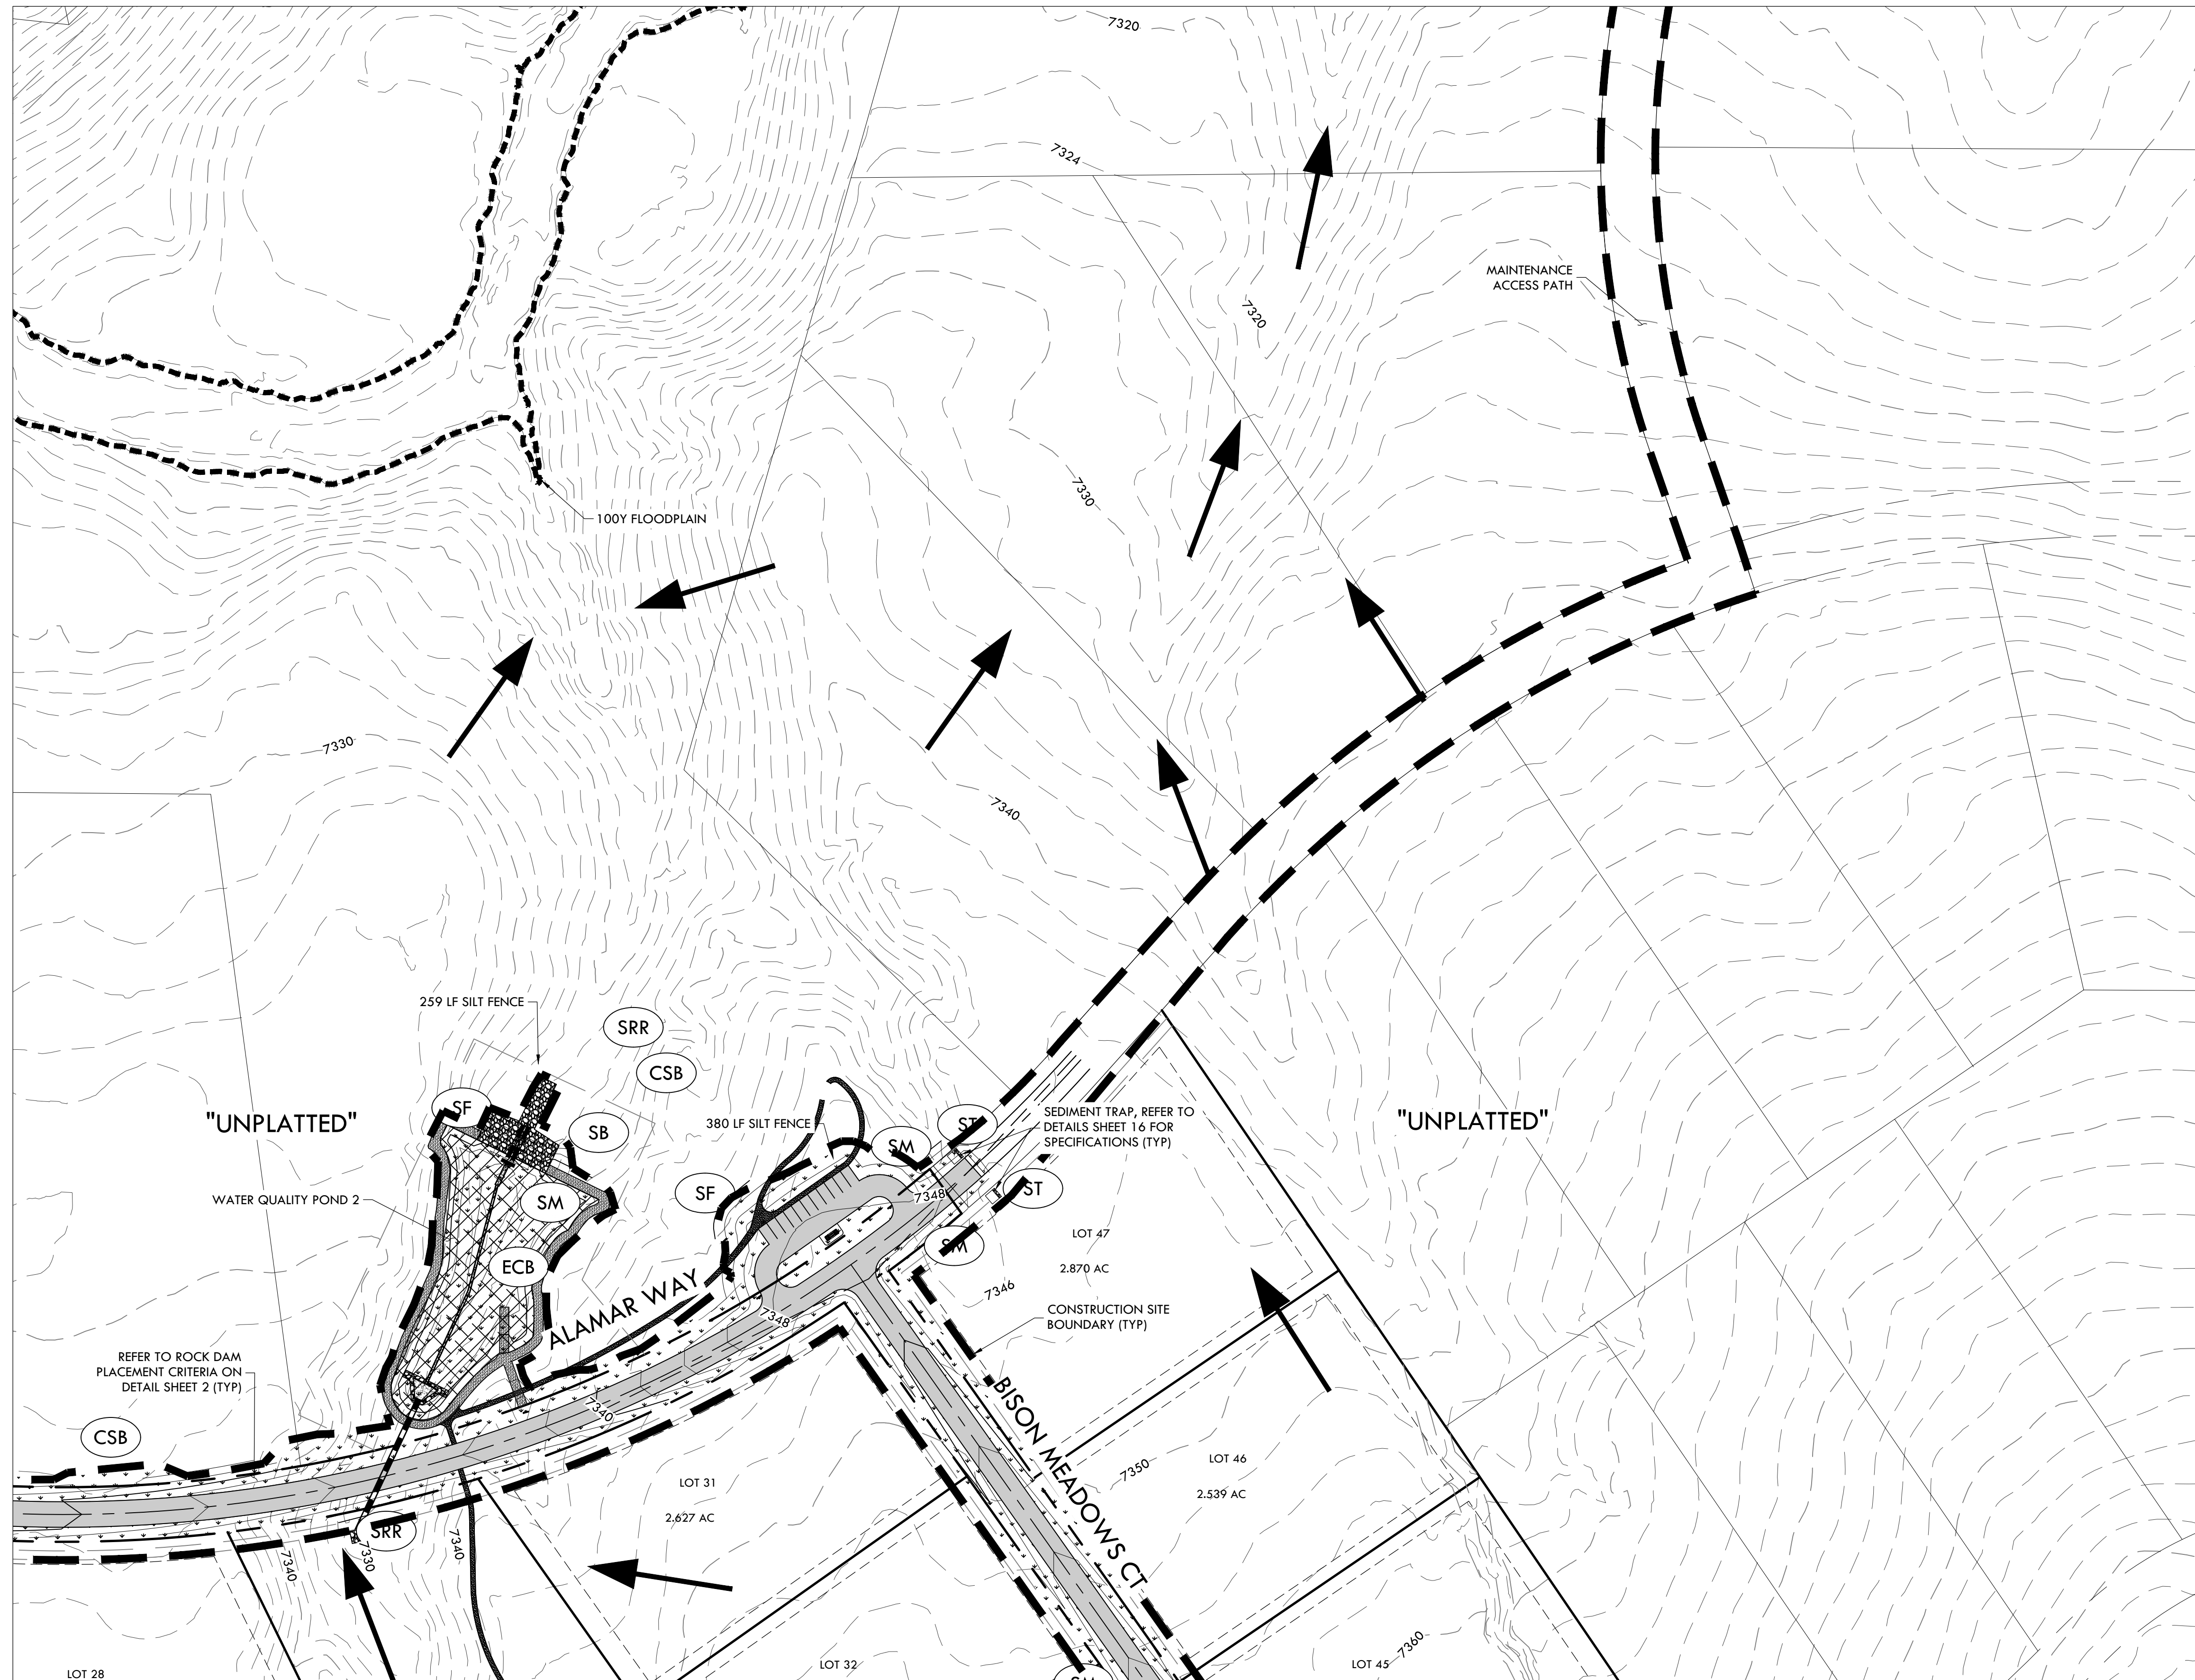 7320
7324
MAINTENANCE
ACCESS PATH
7320
7330
100Y FLOODPLAIN
7330
7340
259 LF SILT FENCE
SRR
CSB
"UNPLATTED"
SF
SB
380 LF SILT FENCE
SM
ST
SEDIMENT TRAP, REFER TO
DETAILS SHEET 16 FOR
SPECIFICATIONS (TYP)
"UNPLATTED"
WATER QUALITY POND 2
SM
SF
7348
ST
SM
LOT 47
2.870 AC
ECB
7346
ALAMAR WAY
7348
CONSTRUCTION SITE
BOUNDARY (TYP)
REFER TO ROCK DAM
PLACEMENT CRITERIA ON
DETAIL SHEET 2 (TYP)
7340
CSB
BISON MEADOWS CT
LOT 31
2.627 AC
7350
LOT 46
2.539 AC
SRR
7340
7330
7340
7360
LOT 28
LOT 32
LOT 45
SM